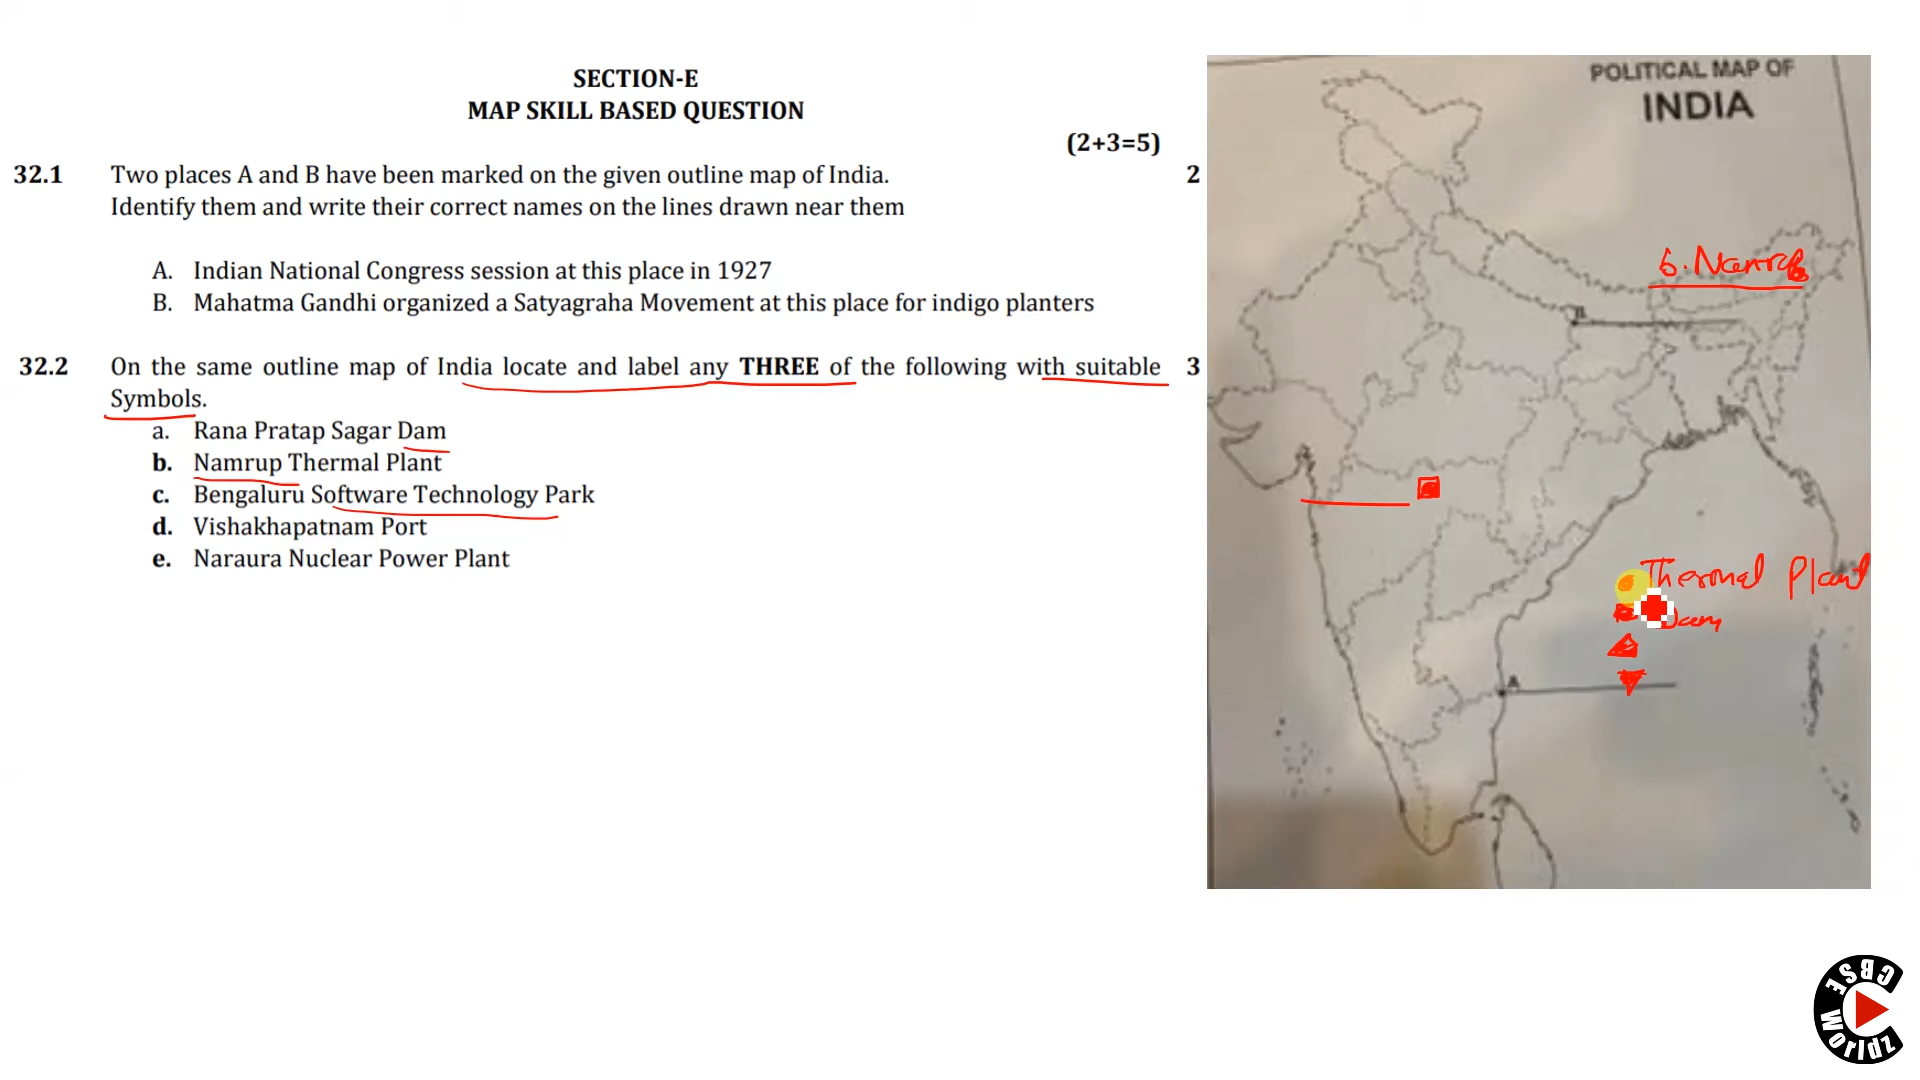 SECTION-E
MAP SKILL BASED QUESTION
(2+3=5)
32.1 Two places A and B have been marked on the given outline map of India. 2
Identify them and write their correct names on the lines drawn near them
A. Indian National Congress session at this place in 1927
B. Mahatma Gandhi organized a Satyagraha Movement at this place for indigo planters
32.2 On the same outline map of India locate and label any THREE of the following with suitable 3
Symbols.
a. Rana Pratap Sagar Dam
b. Namrup Thermal Plant
c. Bengaluru Software Technology Park
d. Vishakhapatnam Port
e. Naraura Nuclear Power Plant
POLITICAL MAP OF
INDIA
B
Thermal Plant
Dam
A
CBSE Worldz